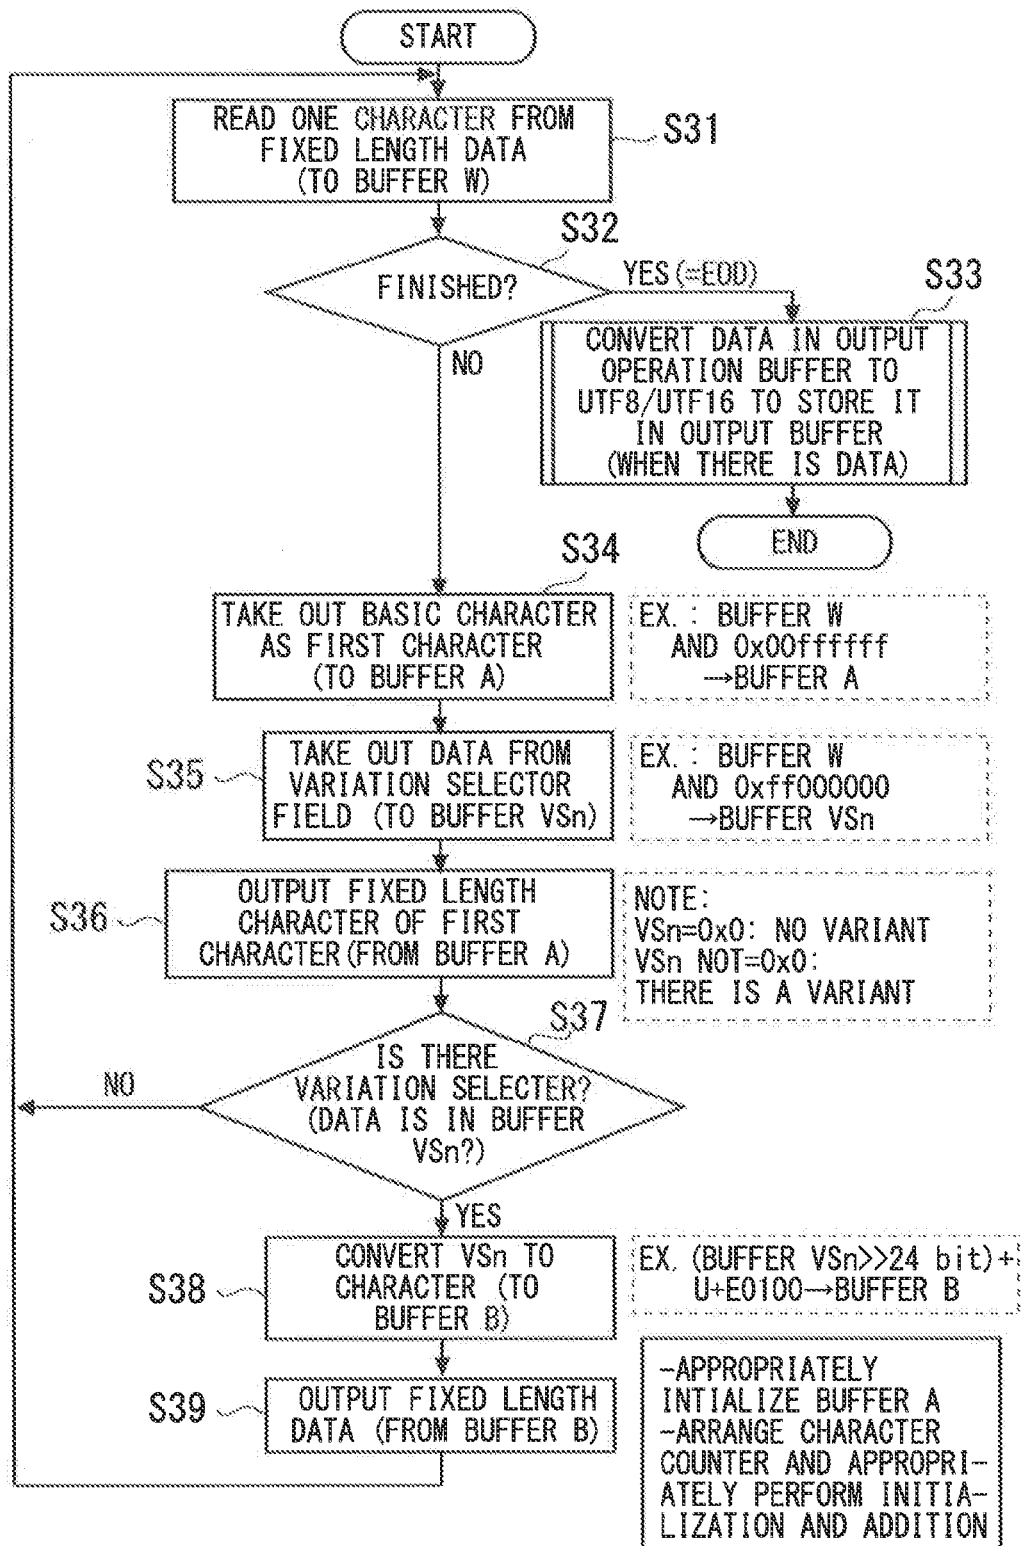 START
READ ONE CHARACTER FROM
FIXED LENGTH DATA
(TO BUFFER W)
S31
S32
FINISHED?
YES(=EOD)
S33
NO
CONVERT DATA IN OUTPUT
OPERATION BUFFER TO
UTF8/UTF16 TO STORE IT
IN OUTPUT BUFFER
(WHEN THERE IS DATA)
END
S34
TAKE OUT BASIC CHARACTER
AS FIRST CHARACTER
(TO BUFFER A)
EX.: BUFFER W
AND 0x00ffffff
→BUFFER A
S35
TAKE OUT DATA FROM
VARIATION SELECTOR
FIELD (TO BUFFER VSn)
EX.: BUFFER W
AND 0xff000000
→BUFFER VSn
S36
OUTPUT FIXED LENGTH
CHARACTER OF FIRST
CHARACTER(FROM BUFFER A)
NOTE:
VSn=0x0: NO VARIANT
VSn NOT=0x0:
THERE IS A VARIANT
S37
IS THERE
VARIATION SELECTER?
(DATA IS IN BUFFER
VSn?)
NO
YES
S38
CONVERT VSn TO
CHARACTER (TO
BUFFER B)
EX. (BUFFER VSn>>24 bit)+
U+E0100→BUFFER B
S39
OUTPUT FIXED LENGTH
DATA (FROM BUFFER B)
-APPROPRIATELY
INTIALIZE BUFFER A
-ARRANGE CHARACTER
COUNTER AND APPROPRI-
ATELY PERFORM INITIA-
LIZATION AND ADDITION